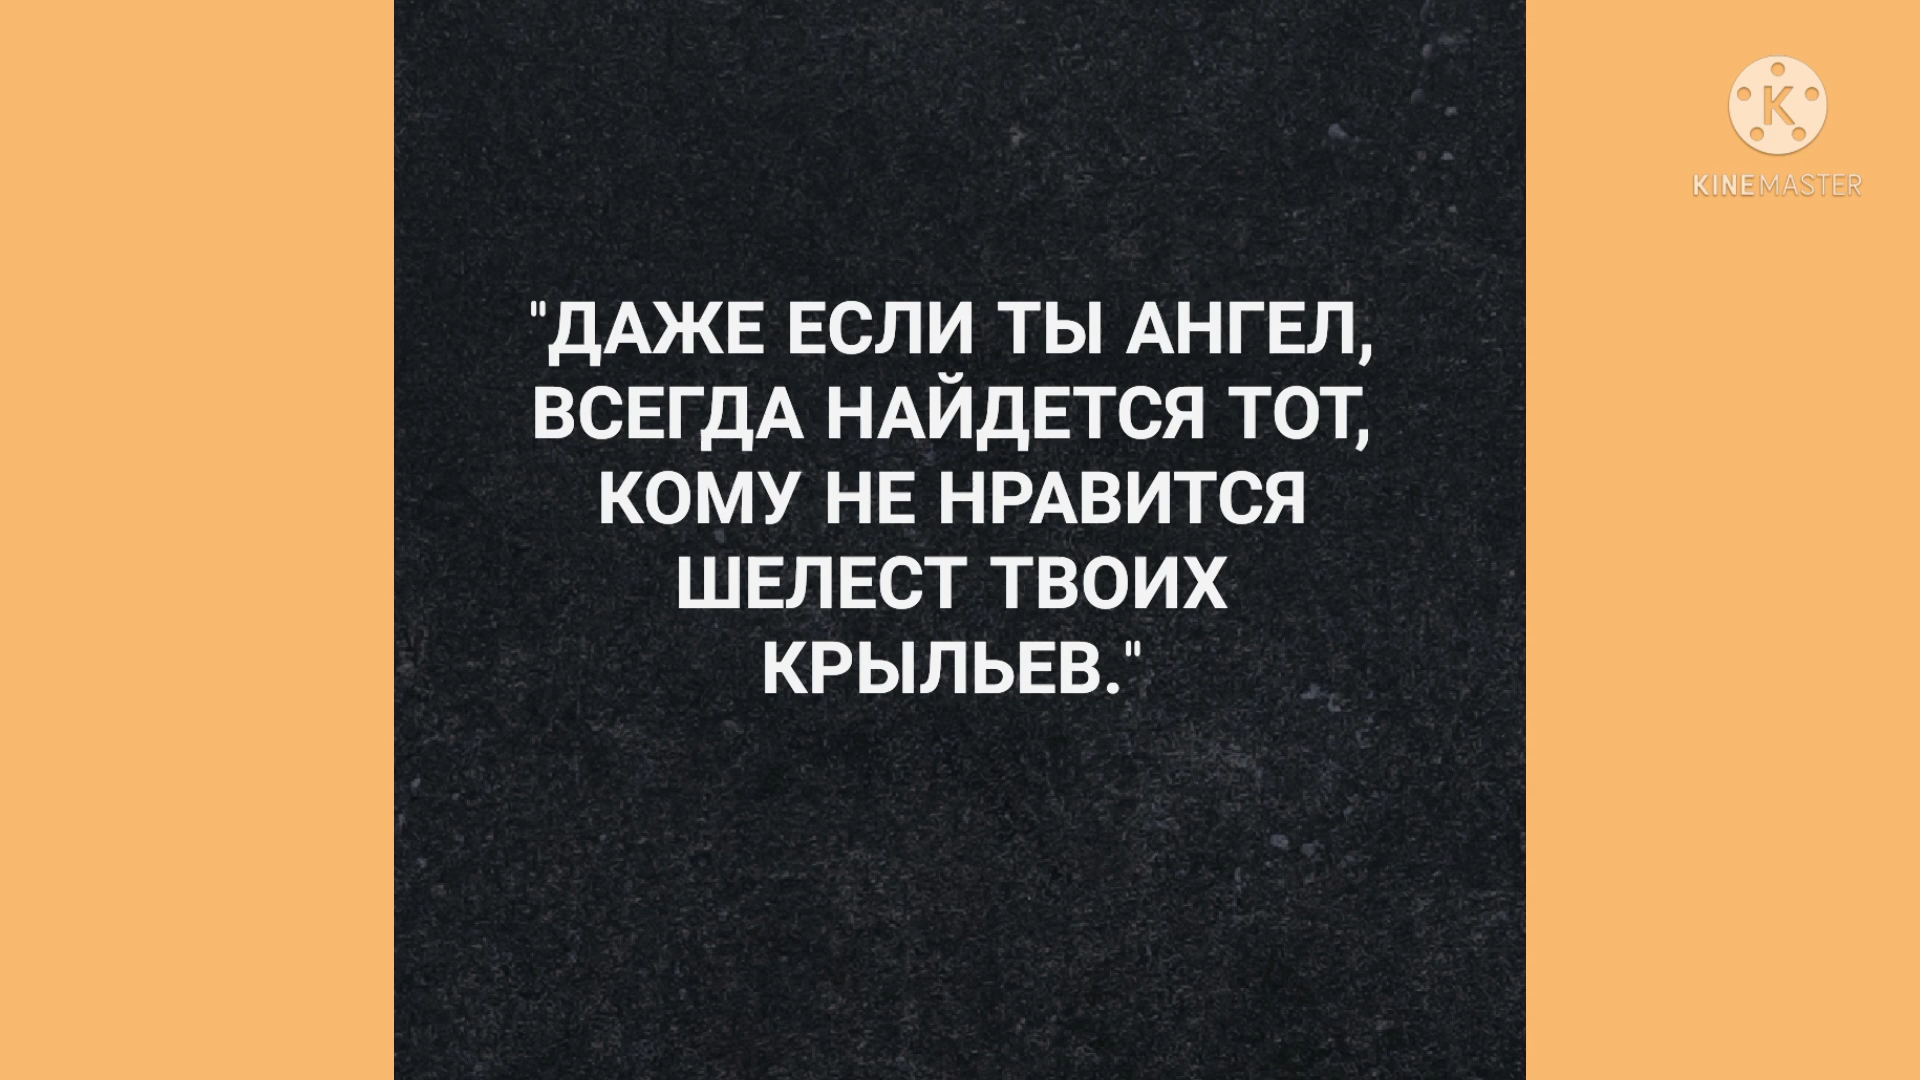 "ДАЖЕ ЕСЛИ ТЫ АНГЕЛ,
ВСЕГДА НАЙДЕТСЯ ТОТ,
КОМУ НЕ НРАВИТСЯ
ШЕЛЕСТ ТВОИХ
КРЫЛЬЕВ."
K
KINEMASTER